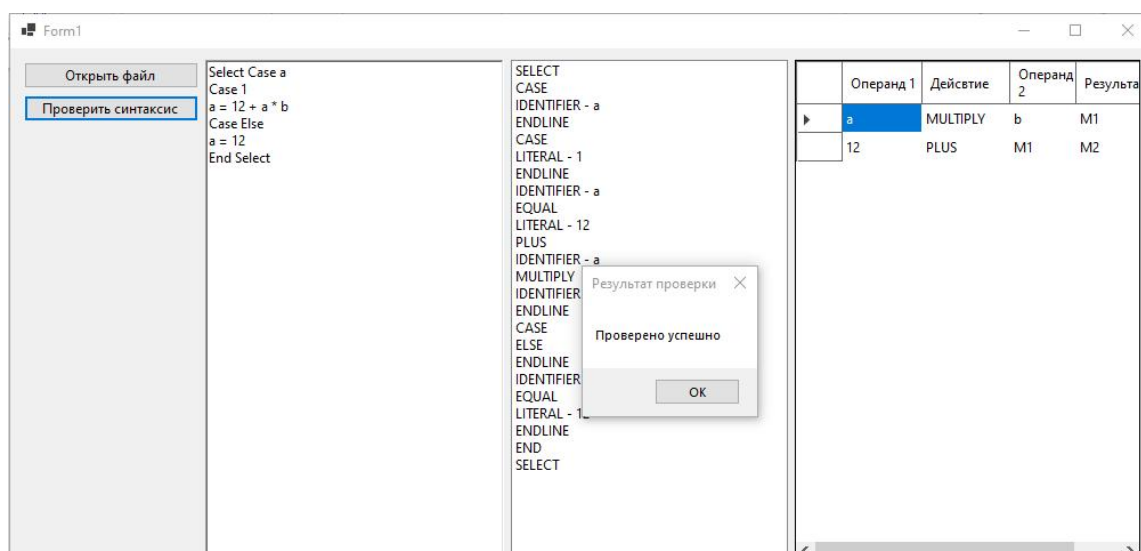 Form1
Открыть файл
Проверить синтаксис
Select Case a
Case 1
a = 12 + a * b
Case Else
a = 12
End Select
SELECT
CASE
IDENTIFIER - a
ENDLINE
CASE
LITERAL - 1
ENDLINE
IDENTIFIER - a
EQUAL
LITERAL - 12
PLUS
IDENTIFIER - a
MULTIPLY
IDENTIFIER
ENDLINE
CASE
ELSE
ENDLINE
IDENTIFIER
EQUAL
LITERAL - 12
ENDLINE
END
SELECT
Результат проверки
Проверено успешно
OK
Операнд 1 Дейсвтие Операнд 2 Результа
a MULTIPLY b M1
12 PLUS M1 M2